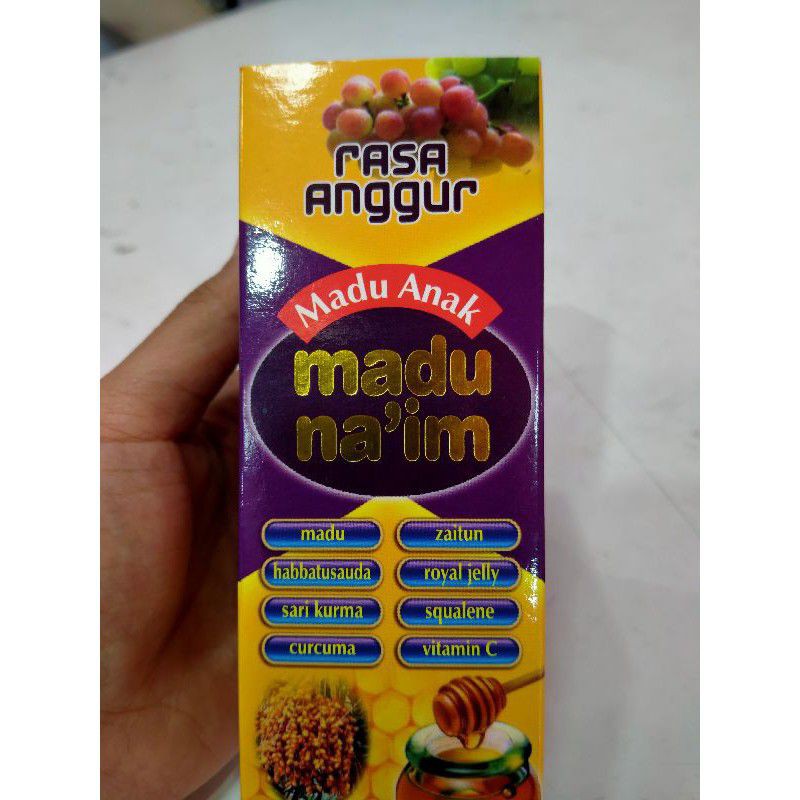 rasa
anggur
Madu Anak
madu
na'im
madu
zaitun
habbatusauda
royal jelly
sari kurma
squalene
curcuma
vitamin C